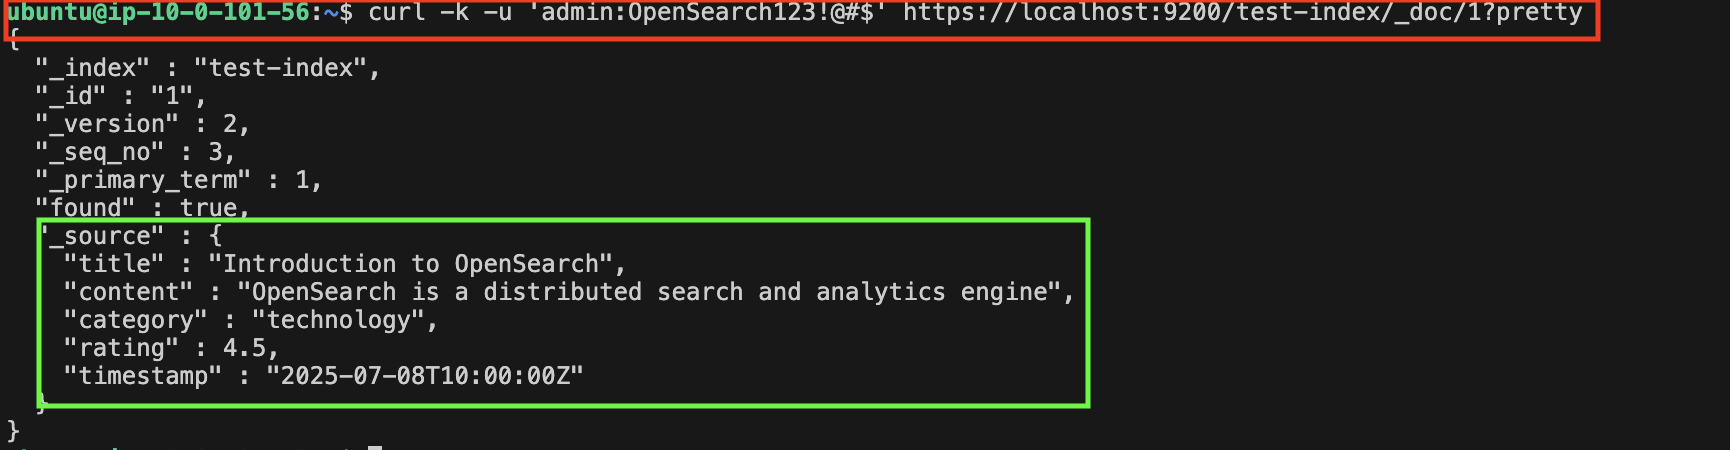 ubuntu@ip-10-0-101-56:~$ curl -k -u 'admin:OpenSearch123!@#$' https://localhost:9200/test-index/_doc/1?pretty
{
  "_index" : "test-index",
  "_id" : "1",
  "_version" : 2,
  "_seq_no" : 3,
  "_primary_term" : 1,
  "found" : true,
  "_source" : {
    "title" : "Introduction to OpenSearch",
    "content" : "OpenSearch is a distributed search and analytics engine",
    "category" : "technology",
    "rating" : 4.5,
    "timestamp" : "2025-07-08T10:00:00Z"
  }
}